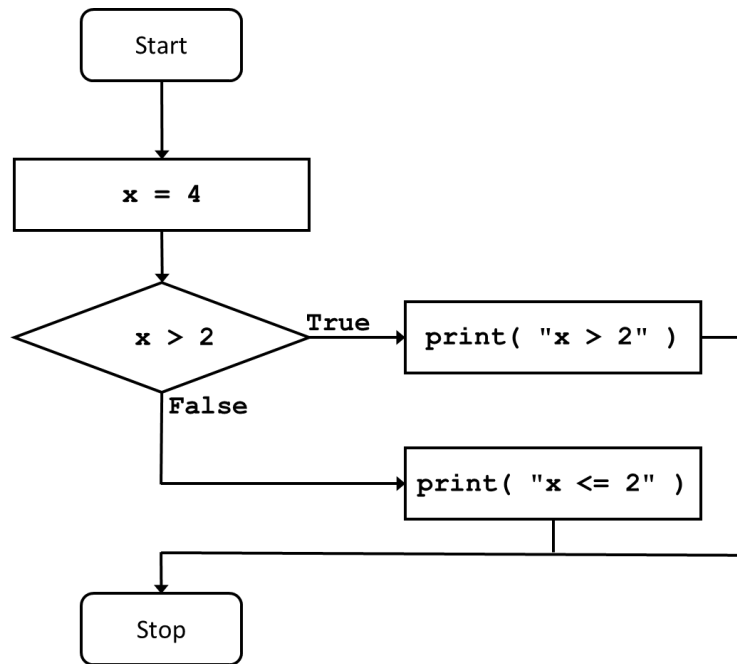 Start
x = 4
x > 2
True
print( "x > 2" )
False
print( "x <= 2" )
Stop